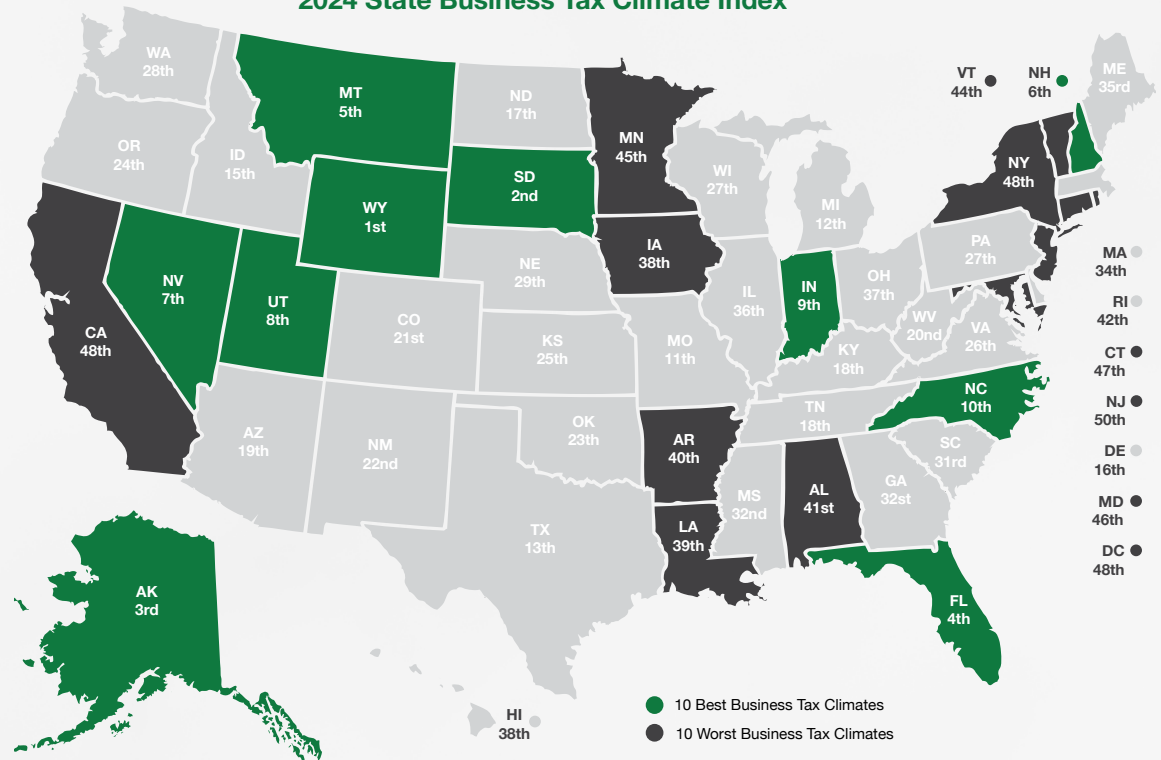 2024 State Business Tax Climate Index
WA
28th
MT
5th
ND
17th
MN
45th
VT
44th
NH
6th
ME
35rd
OR
24th
ID
15th
WY
1st
SD
2nd
WI
27th
MI
12th
NY
48th
NV
7th
UT
8th
NE
29th
IA
38th
IL
36th
IN
9th
OH
37th
PA
27th
MA
34th
RI
42th
CA
48th
CO
21st
KS
25th
MO
11th
KY
18th
WV
20nd
VA
26th
CT
47th
NJ
50th
AZ
19th
NM
22nd
OK
23th
AR
40th
TN
18th
NC
10th
SC
31rd
DE
16th
TX
13th
LA
39th
MS
32nd
AL
41st
GA
32st
MD
46th
DC
48th
AK
3rd
FL
4th
HI
38th
10 Best Business Tax Climates
10 Worst Business Tax Climates